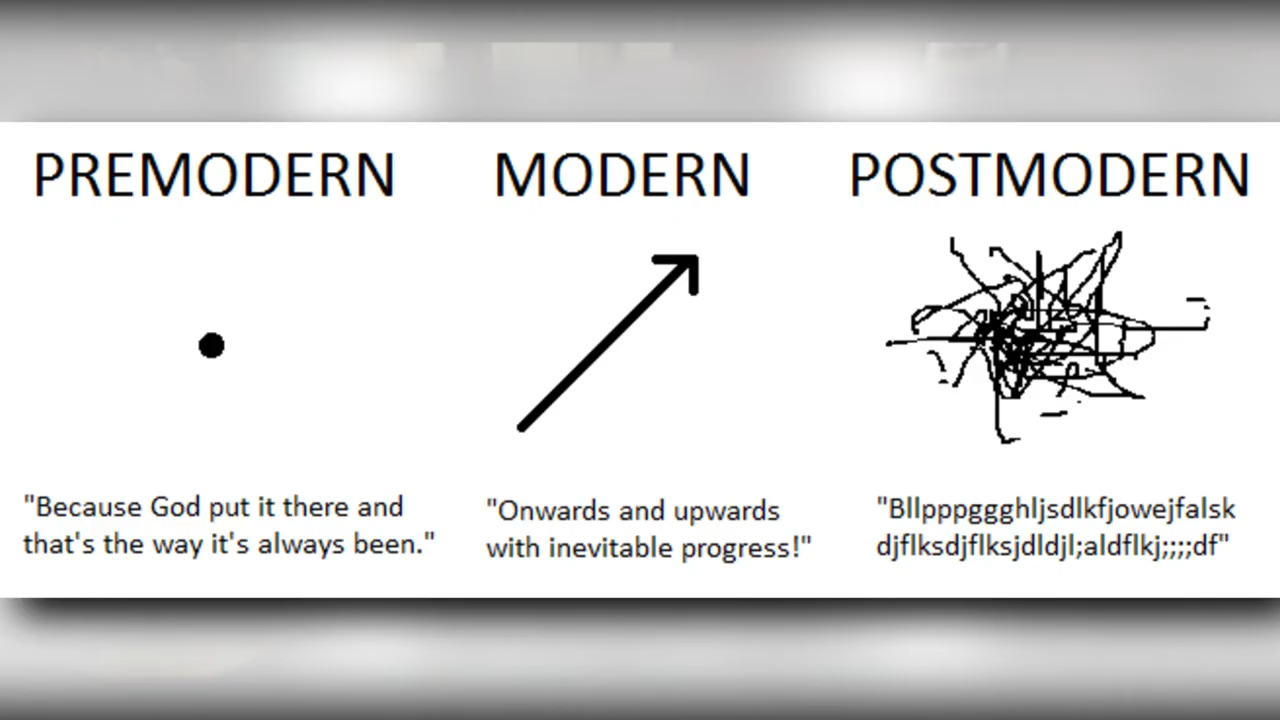 PREMODERN
MODERN
POSTMODERN
"Because God put it there and
that's the way it's always been."
"Onwards and upwards
with inevitable progress!"
"Bllpppggghljsdlkfjowejfalsk
djflksdjflksjdldjl;aldflkj;;;;df"